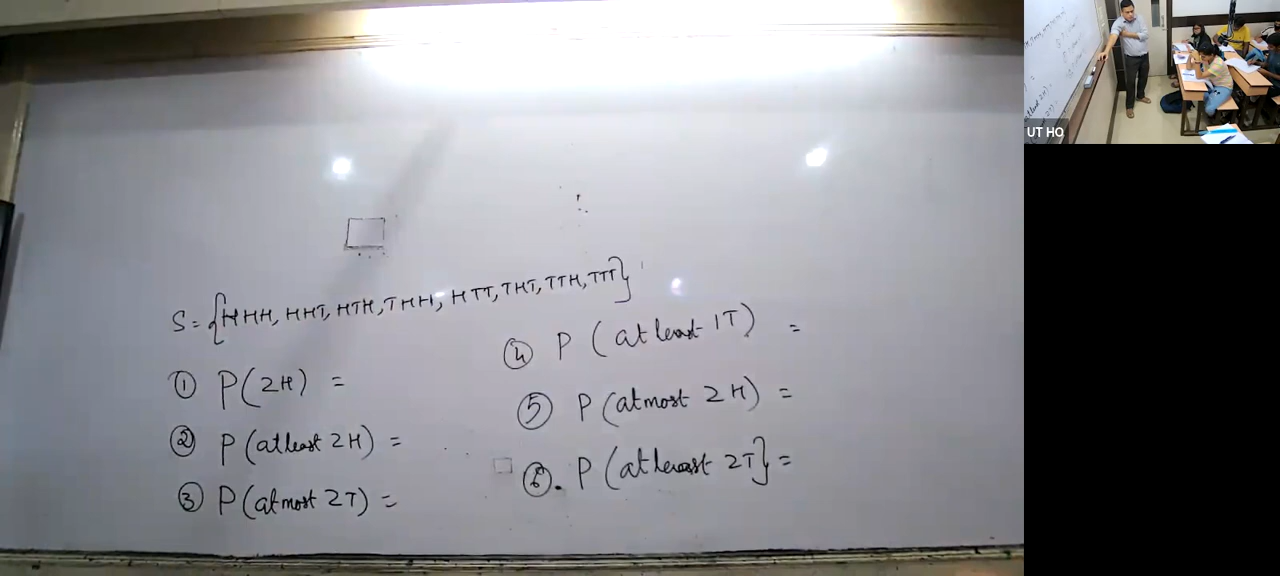 S = {HHH, HHT, HTH, THH, HTT, THT, TTH, TTT}
① P(2H) =
② P(atleast 2H) =
③ P(atmost 2T) =
④ P (at least 1T) =
⑤ P (atmost 2H) =
⑥. P (atleast 2T} =
UT HO